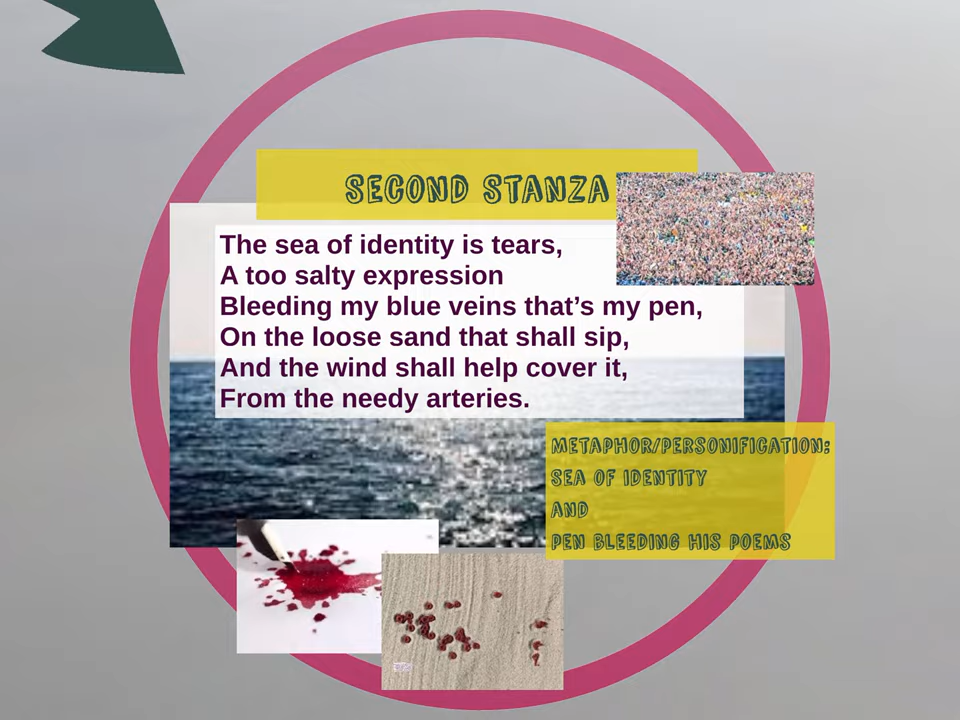 SECOND STANZA
The sea of identity is tears,
A too salty expression
Bleeding my blue veins that’s my pen,
On the loose sand that shall sip,
And the wind shall help cover it,
From the needy arteries.
METAPHOR/PERSONIFICATION:
SEA OF IDENTITY
AND
PEN BLEEDING HIS POEMS